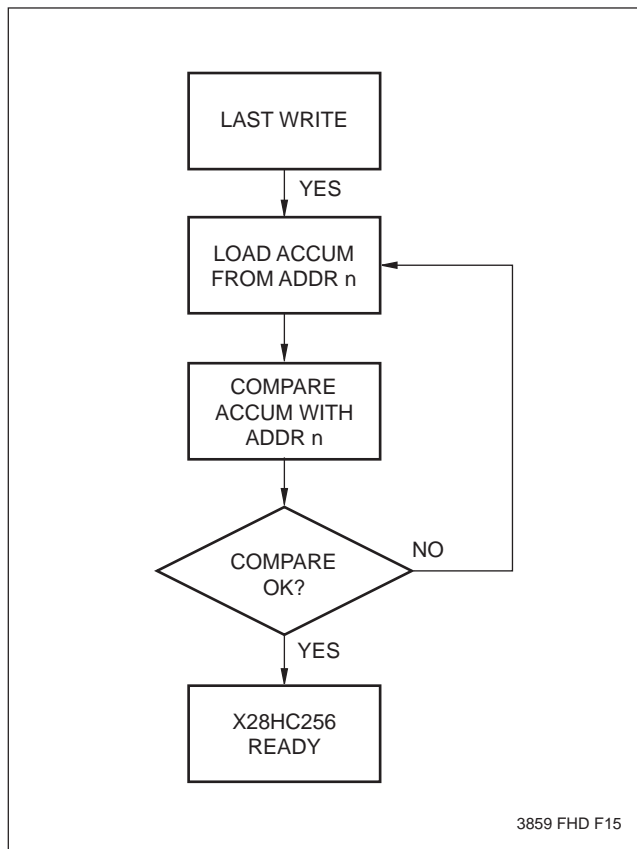 LAST WRITE
YES
LOAD ACCUM
FROM ADDR n
COMPARE
ACCUM WITH
ADDR n
COMPARE
OK?
NO
YES
X28HC256
READY
3859 FHD F15